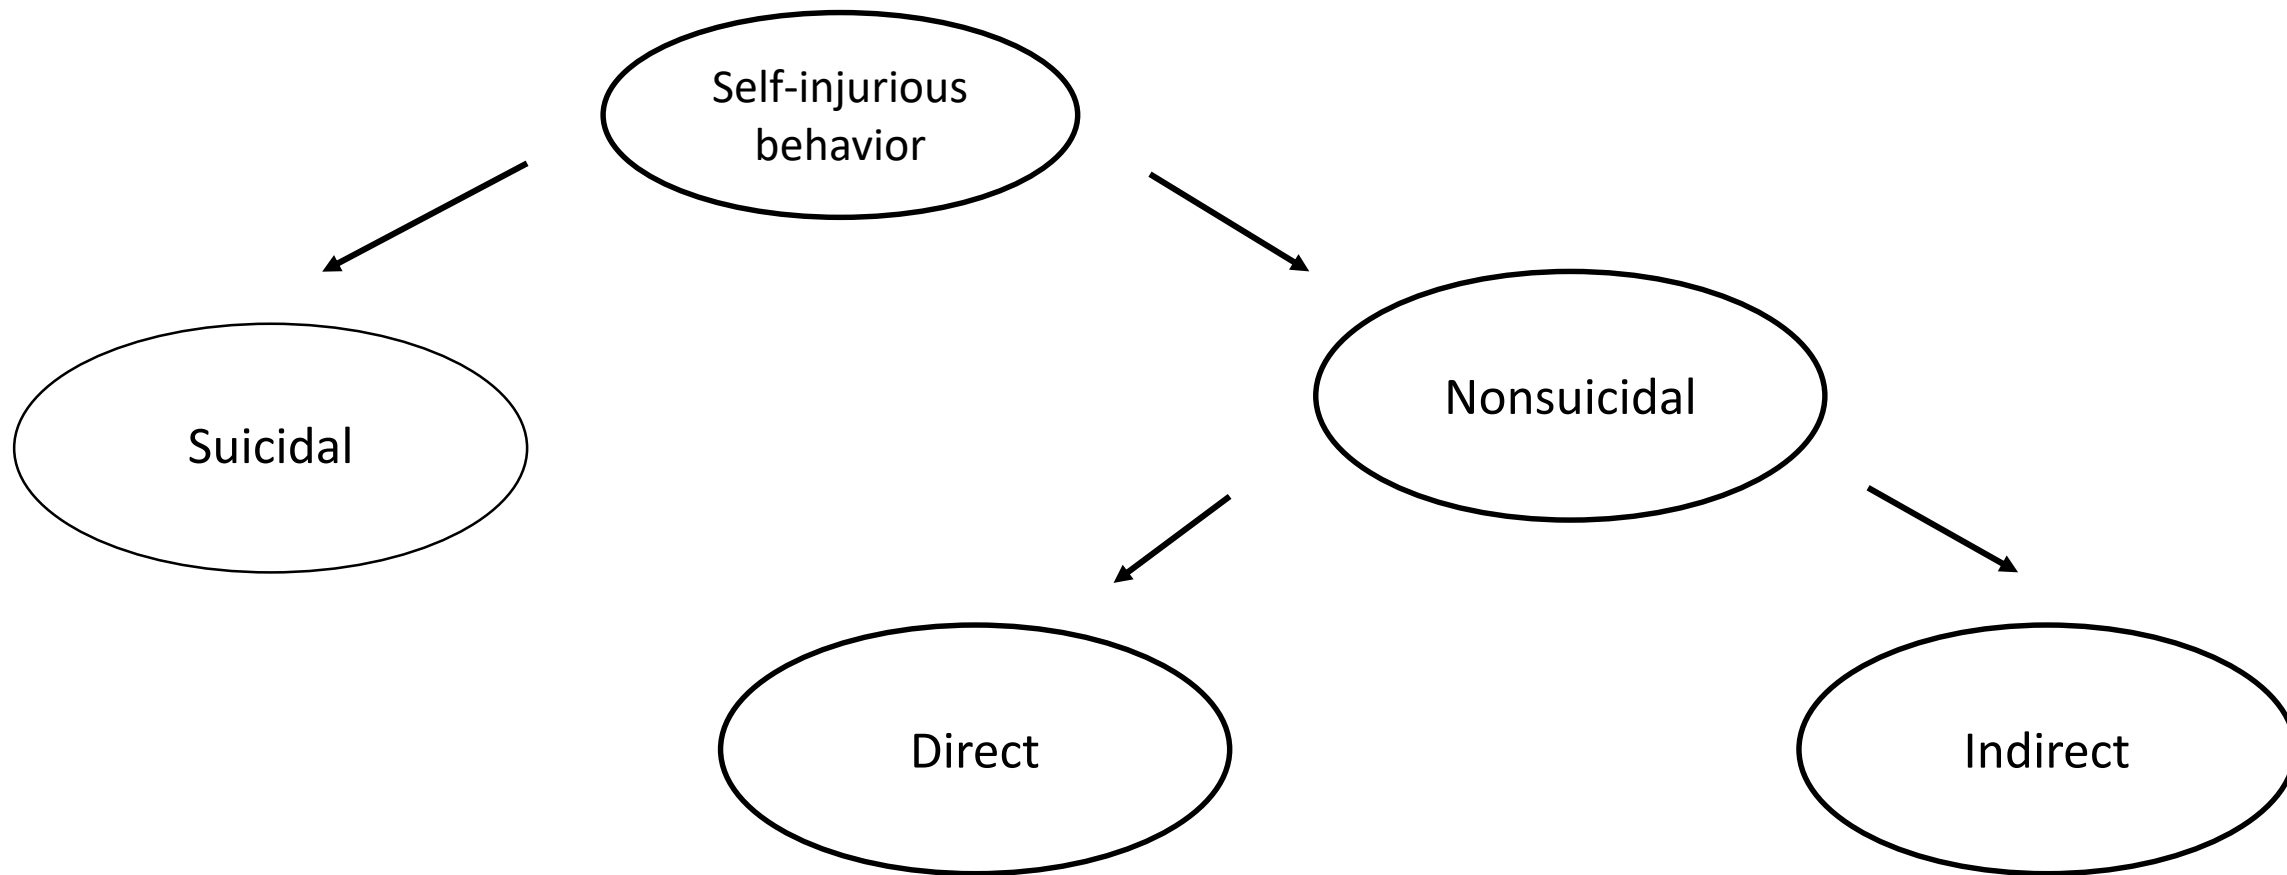 Self-injurious
behavior
Nonsuicidal
Suicidal
Direct
Indirect